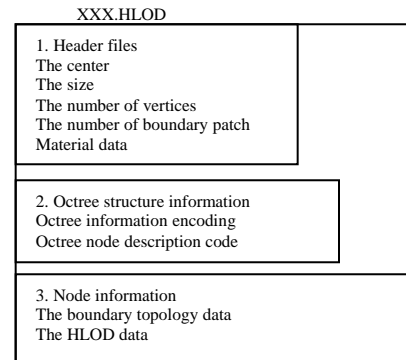 XXX.HLOD
1. Header files
The center
The size
The number of vertices
The number of boundary patch
Material data
2. Octree structure information
Octree information encoding
Octree node description code
3. Node information
The boundary topology data
The HLOD data